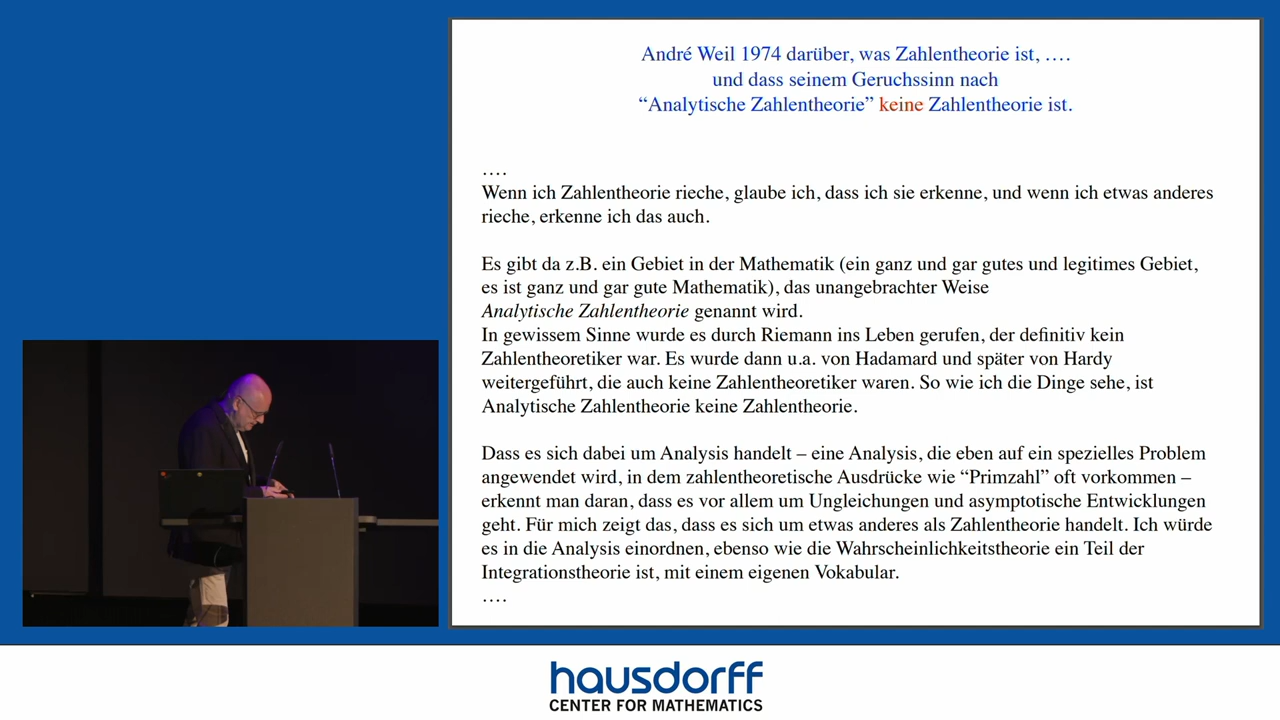 André Weil 1974 darüber, was Zahlentheorie ist, ….
und dass seinem Geruchssinn nach
“Analytische Zahlentheorie” keine Zahlentheorie ist.
….
Wenn ich Zahlentheorie rieche, glaube ich, dass ich sie erkenne, und wenn ich etwas anderes
rieche, erkenne ich das auch.
Es gibt da z.B. ein Gebiet in der Mathematik (ein ganz und gar gutes und legitimes Gebiet,
es ist ganz und gar gute Mathematik), das unangebrachter Weise
Analytische Zahlentheorie genannt wird.
In gewissem Sinne wurde es durch Riemann ins Leben gerufen, der definitiv kein
Zahlentheoretiker war. Es wurde dann u.a. von Hadamard und später von Hardy
weitergeführt, die auch keine Zahlentheoretiker waren. So wie ich die Dinge sehe, ist
Analytische Zahlentheorie keine Zahlentheorie.
Dass es sich dabei um Analysis handelt – eine Analysis, die eben auf ein spezielles Problem
angewendet wird, in dem zahlentheoretische Ausdrücke wie “Primzahl” oft vorkommen –
erkennt man daran, dass es vor allem um Ungleichungen und asymptotische Entwicklungen
geht. Für mich zeigt das, dass es sich um etwas anderes als Zahlentheorie handelt. Ich würde
es in die Analysis einordnen, ebenso wie die Wahrscheinlichkeitstheorie ein Teil der
Integrationstheorie ist, mit einem eigenen Vokabular.
….
hausdorff
CENTER FOR MATHEMATICS